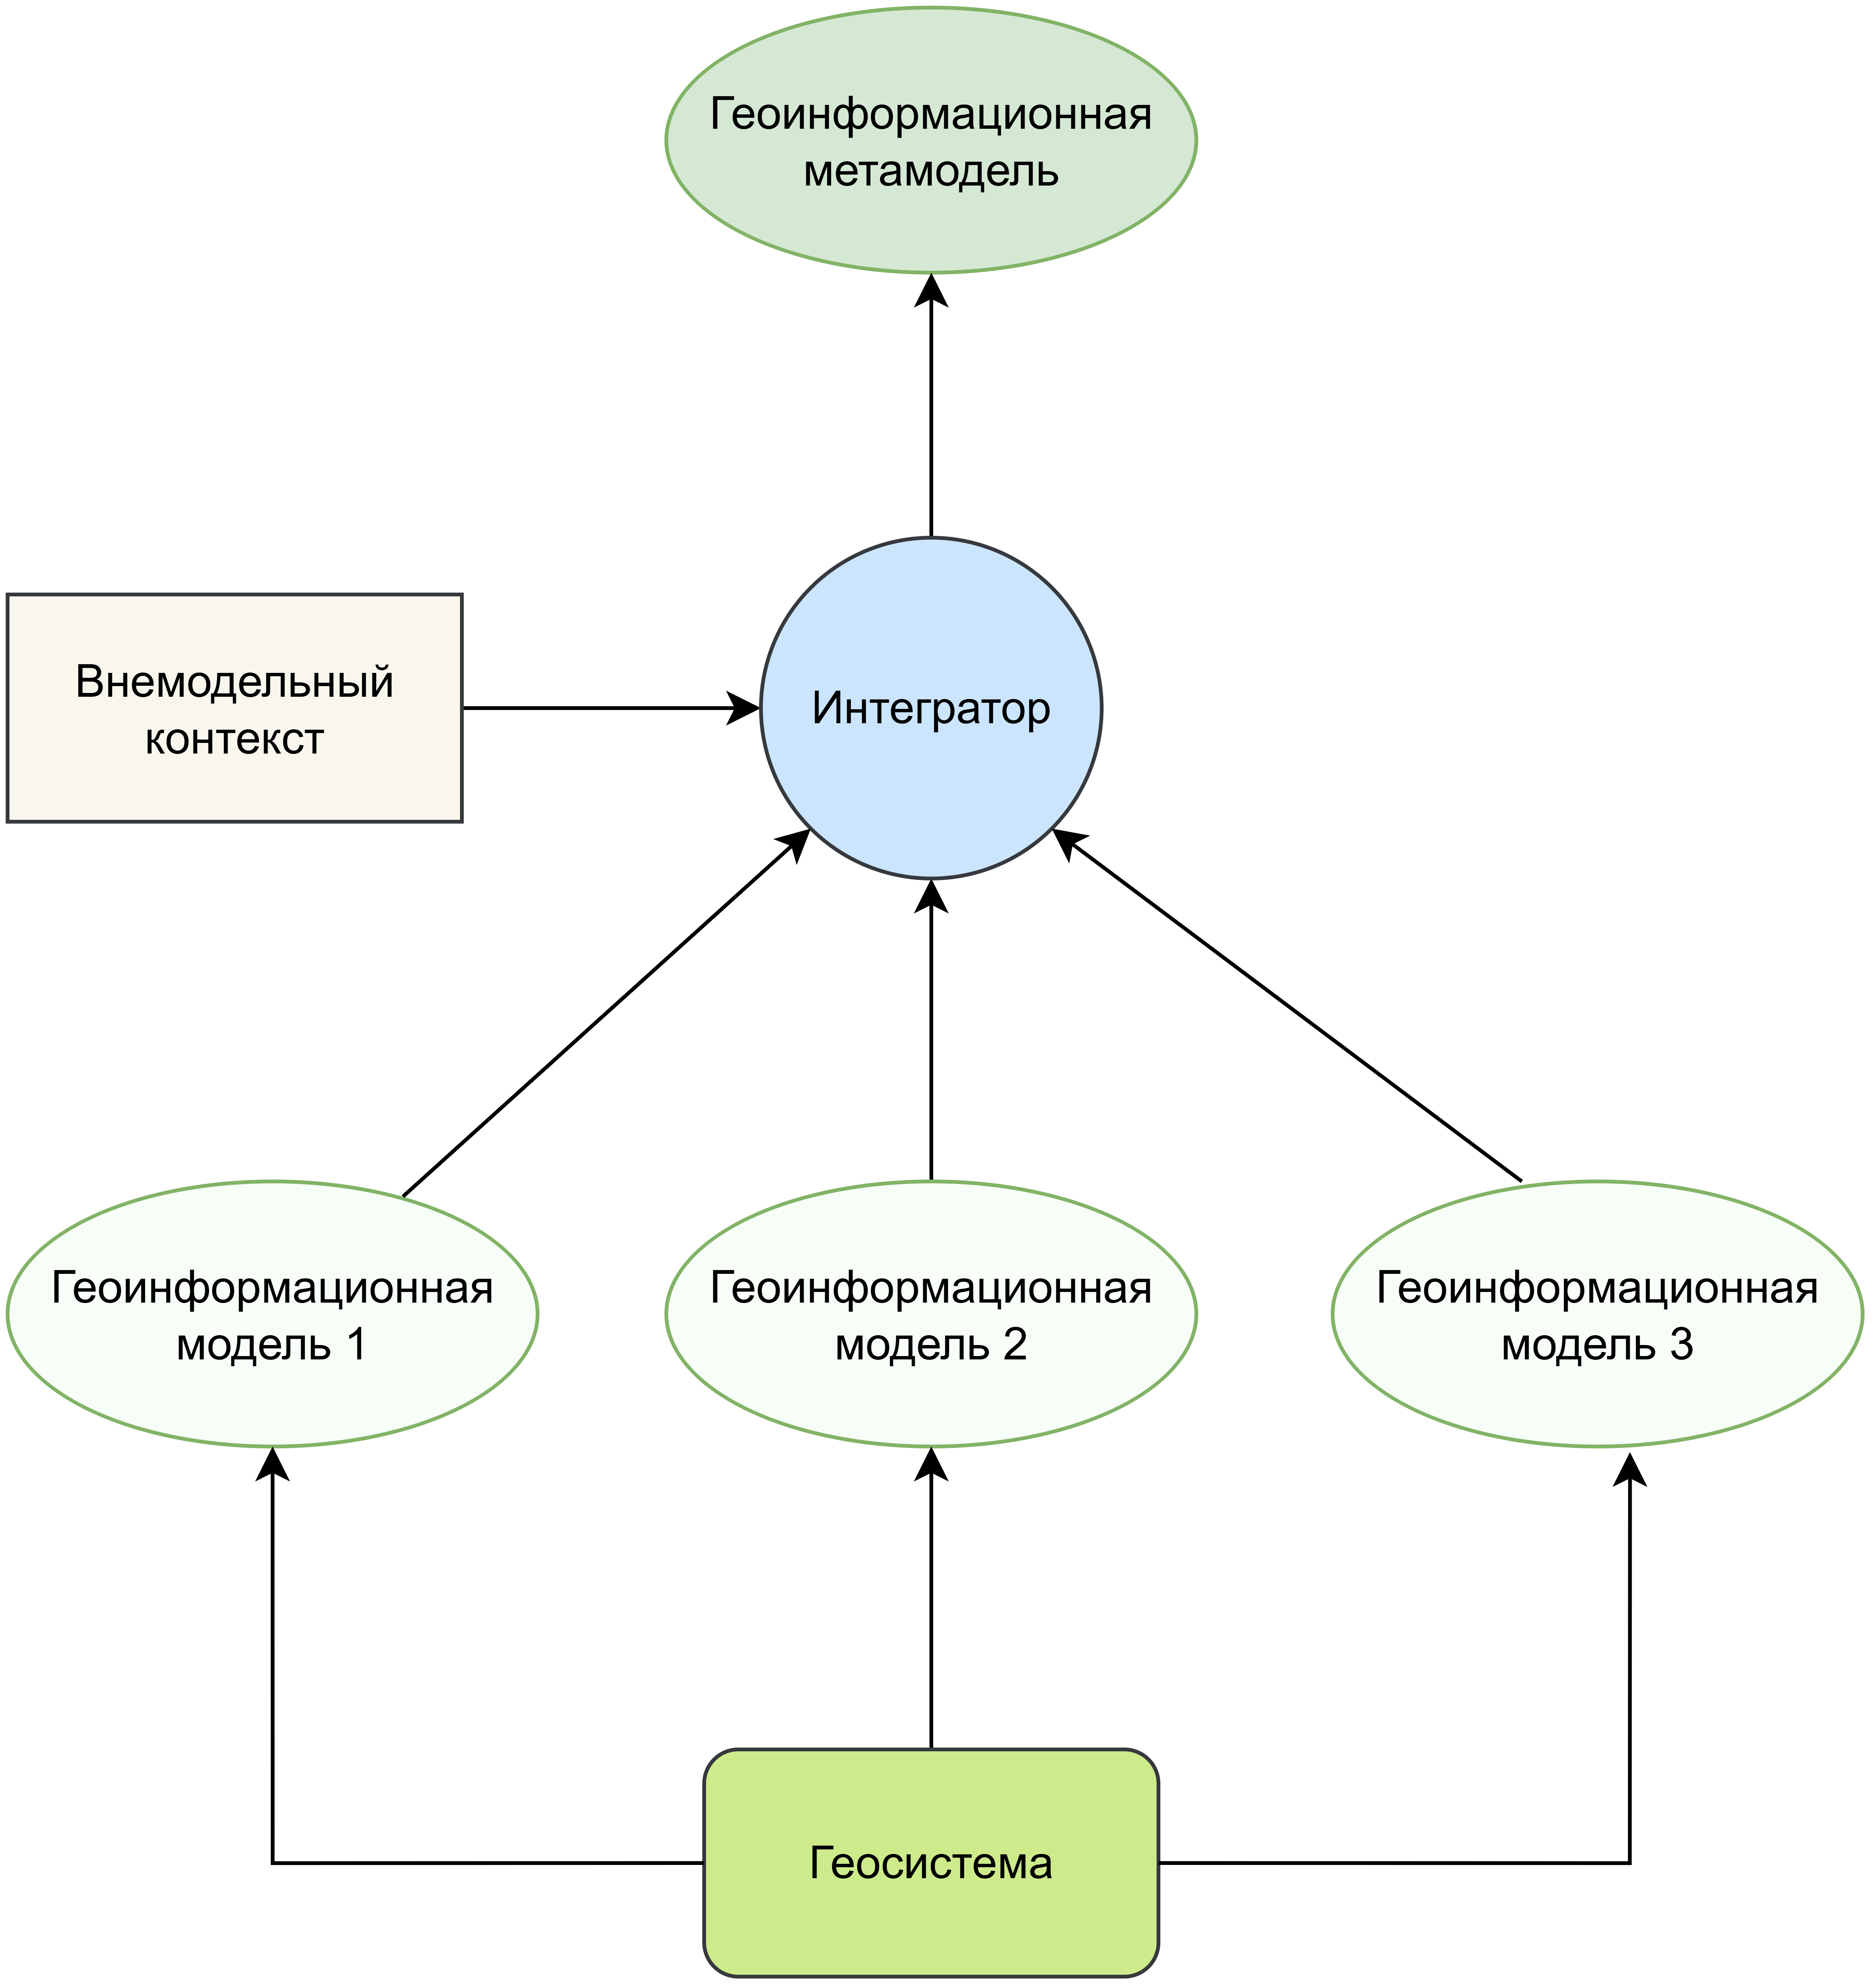 Геоинформационная
метамодель
Внемодельный
контекст
Интегратор
Геоинформационная
модель 1
Геоинформационная
модель 2
Геоинформационная
модель 3
Геосистема